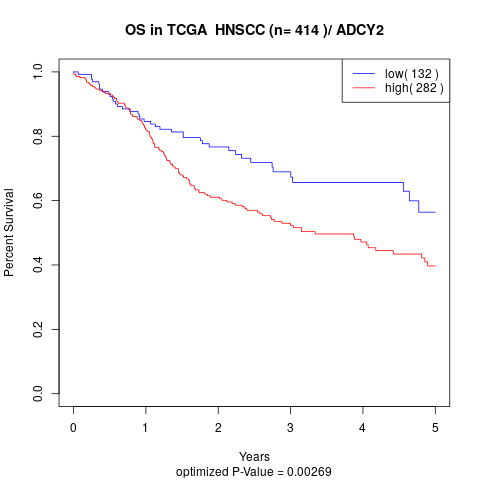 OS in TCGA HNSCC (n= 414 )/ ADCY2
low( 132 )
high( 282 )
Percent Survival
1.0
0.8
0.6
0.4
0.2
0.0
0 1 2 3 4 5
Years
optimized P-Value = 0.00269